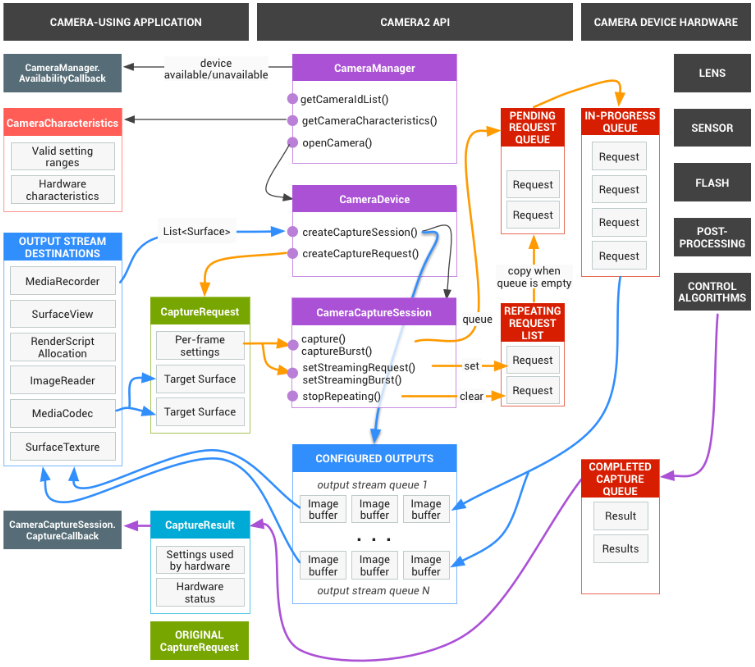 CAMERA-USING APPLICATION
CAMERA2 API
CAMERA DEVICE HARDWARE
CameraManager.
AvailabilityCallback
device
available/unavailable
CameraManager
getCameraIdList()
getCameraCharacteristics()
openCamera()
CameraCharacteristics
Valid setting
ranges
Hardware
characteristics
PENDING
REQUEST
QUEUE
Request
Request
IN-PROGRESS
QUEUE
Request
Request
Request
Request
LENS
SENSOR
FLASH
POST-
PROCESSING
CONTROL
ALGORITHMS
CameraDevice
createCaptureSession()
createCaptureRequest()
List<Surface>
OUTPUT STREAM
DESTINATIONS
MediaRecorder
SurfaceView
RenderScript
Allocation
ImageReader
MediaCodec
SurfaceTexture
CaptureRequest
Per-frame
settings
Target Surface
Target Surface
CameraCaptureSession
capture()
captureBurst()
setStreamingRequest()
setStreamingBurst()
stopRepeating()
queue
set
clear
copy when
queue is empty
REPEATING
REQUEST
LIST
Request
Request
CONFIGURED OUTPUTS
output stream queue 1
Image
buffer
Image
buffer
Image
buffer
. . .
Image
buffer
Image
buffer
Image
buffer
output stream queue N
COMPLETED
CAPTURE
QUEUE
Result
Results
CameraCaptureSession.
CaptureCallback
CaptureResult
Settings used
by hardware
Hardware
status
ORIGINAL
CaptureRequest